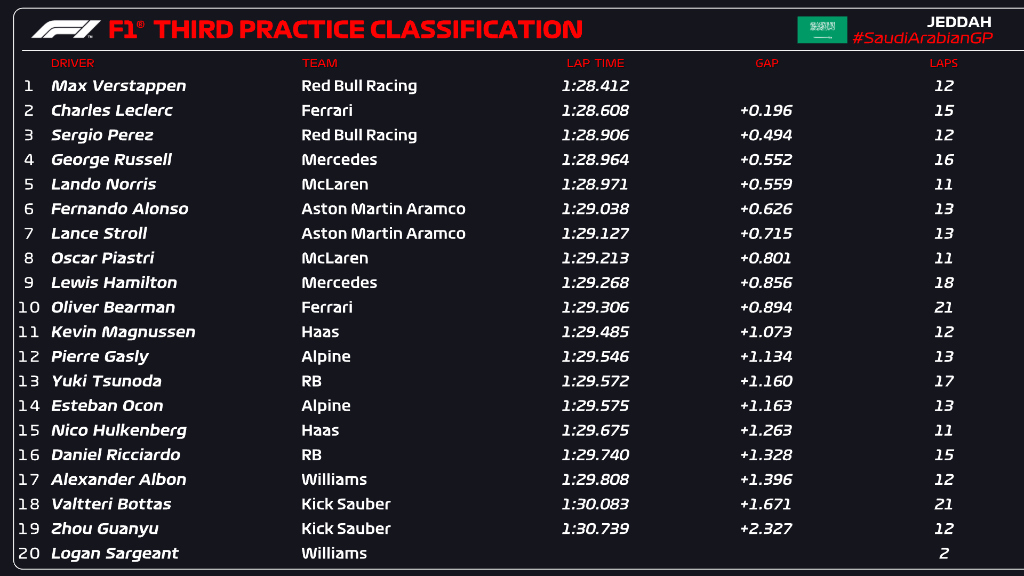 F1® THIRD PRACTICE CLASSIFICATION
JEDDAH
#SaudiArabianGP
DRIVER TEAM LAP TIME GAP LAPS
1 Max Verstappen Red Bull Racing 1:28.412 12
2 Charles Leclerc Ferrari 1:28.608 +0.196 15
3 Sergio Perez Red Bull Racing 1:28.906 +0.494 12
4 George Russell Mercedes 1:28.964 +0.552 16
5 Lando Norris McLaren 1:28.971 +0.559 11
6 Fernando Alonso Aston Martin Aramco 1:29.038 +0.626 13
7 Lance Stroll Aston Martin Aramco 1:29.127 +0.715 13
8 Oscar Piastri McLaren 1:29.213 +0.801 11
9 Lewis Hamilton Mercedes 1:29.268 +0.856 18
10 Oliver Bearman Ferrari 1:29.306 +0.894 21
11 Kevin Magnussen Haas 1:29.485 +1.073 12
12 Pierre Gasly Alpine 1:29.546 +1.134 13
13 Yuki Tsunoda RB 1:29.572 +1.160 17
14 Esteban Ocon Alpine 1:29.575 +1.163 13
15 Nico Hulkenberg Haas 1:29.675 +1.263 11
16 Daniel Ricciardo RB 1:29.740 +1.328 15
17 Alexander Albon Williams 1:29.808 +1.396 12
18 Valtteri Bottas Kick Sauber 1:30.083 +1.671 21
19 Zhou Guanyu Kick Sauber 1:30.739 +2.327 12
20 Logan Sargeant Williams 2